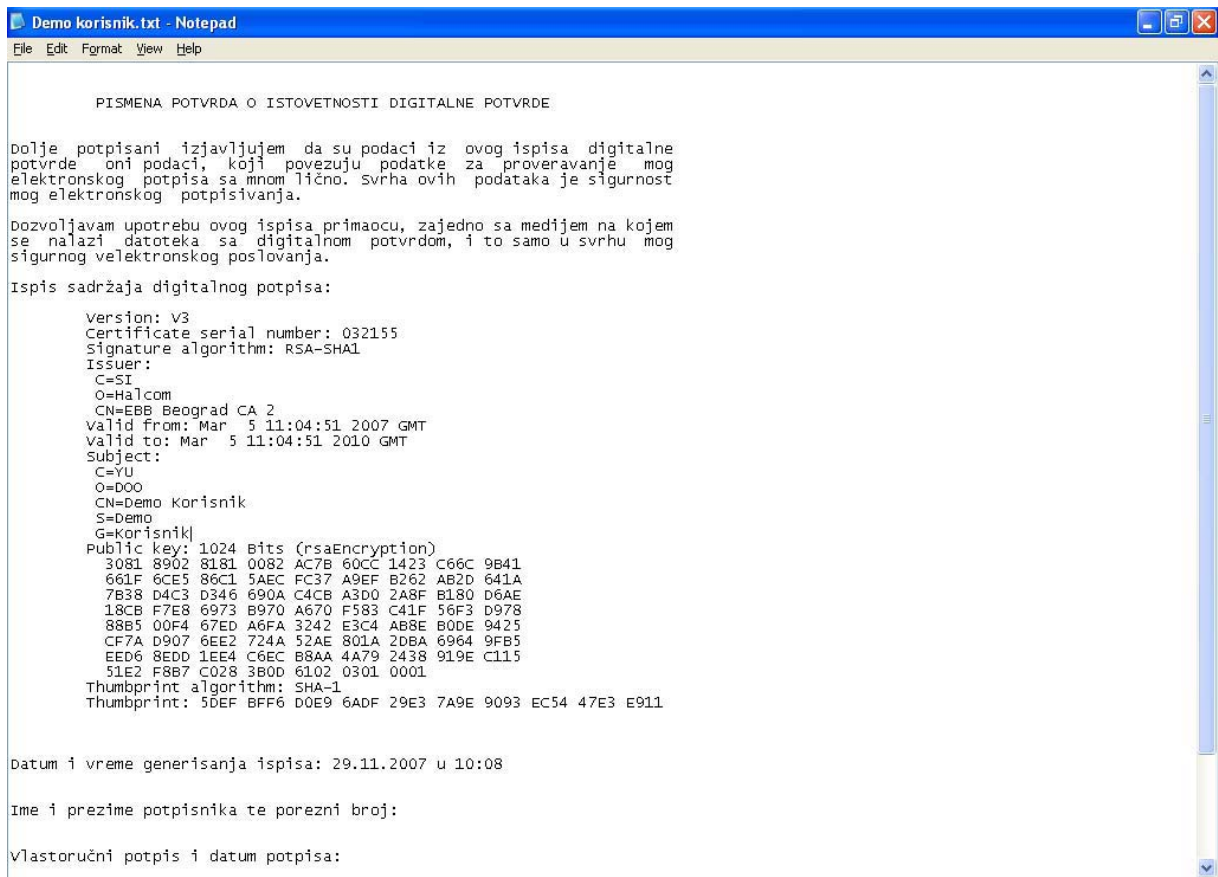 Demo korisnik.txt - Notepad
File Edit Format View Help
PISMENA POTVRDA O ISTOVETNOSTI DIGITALNE POTVRDE
Dolje potpisani izjavljujem da su podaci iz ovog ispisa digitalne
potvrde oni podaci, koji povezuju podatke za proveravanje mog
elektronskog potpisa sa mnom lično. Svrha ovih podataka je sigurnost
mog elektronskog potpisivanja.
Dozvoljavam upotrebu ovog ispisa primaocu, zajedno sa medijem na kojem
se nalazi datoteka sa digitalnom potvrdom, i to samo u svrhu mog
sigurnog velektronskog poslovanja.
Ispis sadržaja digitalnog potpisa:
Version: V3
Certificate serial number: 032155
Signature algorithm: RSA-SHA1
Issuer:
C=SI
O=Halcom
CN=EBB Beograd CA 2
Valid from: Mar 5 11:04:51 2007 GMT
Valid to: Mar 5 11:04:51 2010 GMT
Subject:
C=YU
O=DOO
CN=Demo Korisnik
S=Demo
G=Korisnik
Public key: 1024 Bits (rsaEncryption)
3081 8902 8181 0082 AC7B 60CC 1423 C66C 9B41
661F 6CE5 86C1 5AEC FC37 A9EF B262 AB2D 641A
7B38 D4C3 D346 690A C4CB A3D0 2A8F B180 D6AE
18CB F7E8 6973 B970 A670 F583 C41F 56F3 D978
88B5 00F4 67ED A6FA 3242 E3C4 AB8E B0DE 9425
CF7A D907 6EE2 724A 52AE 801A 2DBA 6964 9FB5
EED6 8EDD 1EE4 C6EC B8AA 4A79 2438 919E C115
51E2 F8B7 C028 3B0D 6102 0301 0001
Thumbprint algorithm: SHA-1
Thumbprint: 5DEF BFF6 D0E9 6ADF 29E3 7A9E 9093 EC54 47E3 E911
Datum i vreme generisanja ispisa: 29.11.2007 u 10:08
Ime i prezime potpisnika te porezni broj:
Vlastoručni potpis i datum potpisa: